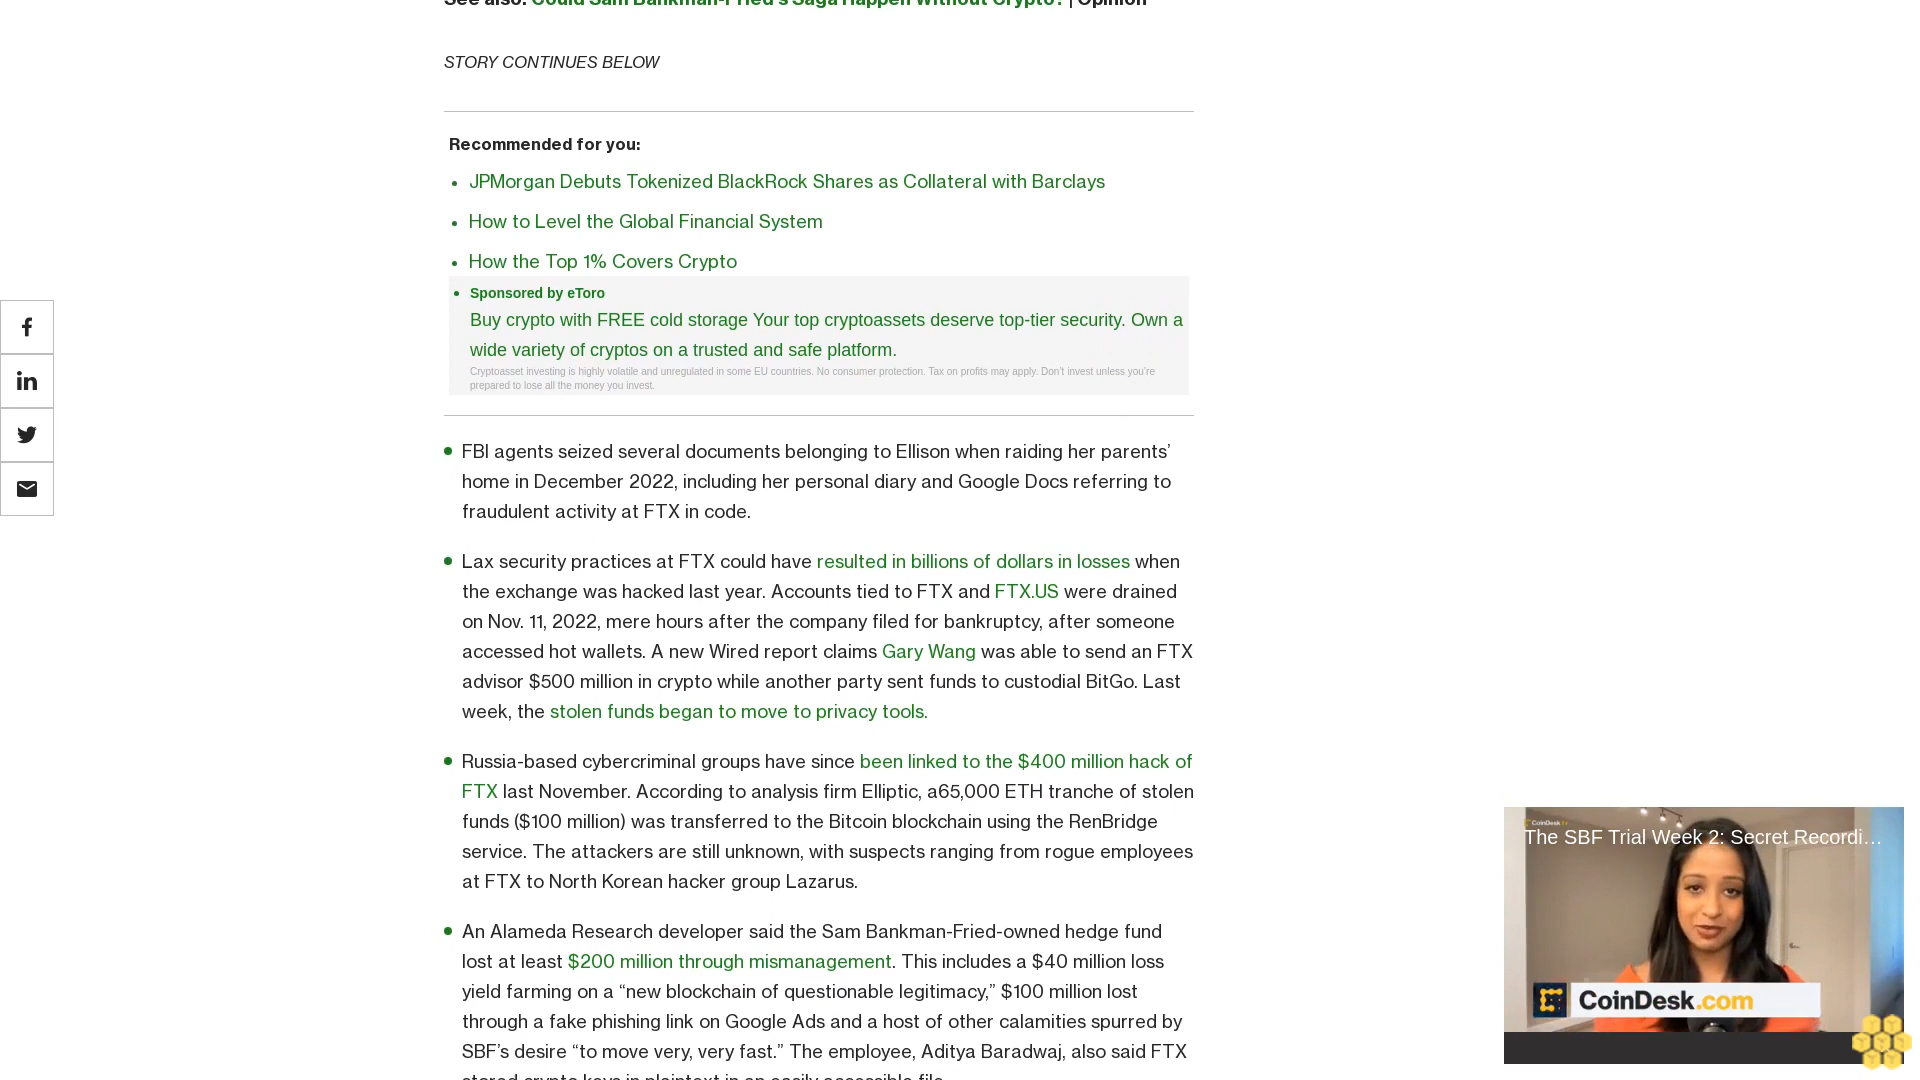 See also: Could Sam Bankman-Fried's Saga Happen Without Crypto? | Opinion
STORY CONTINUES BELOW
Recommended for you:
JPMorgan Debuts Tokenized BlackRock Shares as Collateral with Barclays
How to Level the Global Financial System
How the Top 1% Covers Crypto
Sponsored by eToro
Buy crypto with FREE cold storage Your top cryptoassets deserve top-tier security. Own a
wide variety of cryptos on a trusted and safe platform.
Cryptoasset investing is highly volatile and unregulated in some EU countries. No consumer protection. Tax on profits may apply. Don't invest unless you're
prepared to lose all the money you invest.
FBI agents seized several documents belonging to Ellison when raiding her parents’
home in December 2022, including her personal diary and Google Docs referring to
fraudulent activity at FTX in code.
Lax security practices at FTX could have resulted in billions of dollars in losses when
the exchange was hacked last year. Accounts tied to FTX and FTX.US were drained
on Nov. 11, 2022, mere hours after the company filed for bankruptcy, after someone
accessed hot wallets. A new Wired report claims Gary Wang was able to send an FTX
advisor $500 million in crypto while another party sent funds to custodial BitGo. Last
week, the stolen funds began to move to privacy tools.
Russia-based cybercriminal groups have since been linked to the $400 million hack of
FTX last November. According to analysis firm Elliptic, a65,000 ETH tranche of stolen
funds ($100 million) was transferred to the Bitcoin blockchain using the RenBridge
service. The attackers are still unknown, with suspects ranging from rogue employees
at FTX to North Korean hacker group Lazarus.
An Alameda Research developer said the Sam Bankman-Fried-owned hedge fund
lost at least $200 million through mismanagement. This includes a $40 million loss
yield farming on a “new blockchain of questionable legitimacy,” $100 million lost
through a fake phishing link on Google Ads and a host of other calamities spurred by
SBF’s desire “to move very, very fast.” The employee, Aditya Baradwaj, also said FTX
stored crypto keys in plaintext in an easily accessible file.
CoinDesk
The SBF Trial Week 2: Secret Recordi…
CoinDesk.com